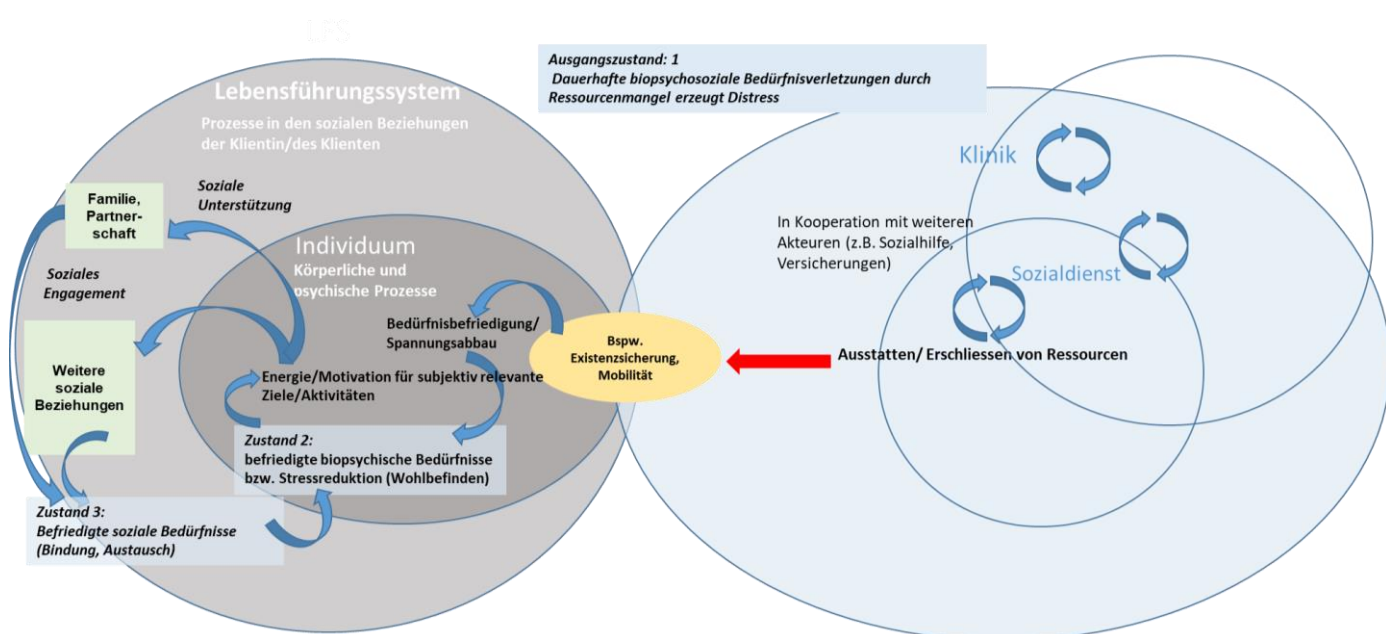 LFS
Ausgangszustand: 1
Dauerhafte biopsychosoziale Bedürfnisverletzungen durch
Ressourcenmangel erzeugt Distress
Lebensführungssystem
Prozesse in den sozialen Beziehungen
der Klientin/des Klienten
Familie,
Partner-
schaft
Soziale
Unterstützung
Soziales
Engagement
Weitere
soziale
Beziehungen
Individuum
Körperliche und
psychische Prozesse
Bedürfnisbefriedigung/
Spannungsabbau
Energie/Motivation für subjektiv relevante
Ziele/Aktivitäten
Zustand 2:
befriedigte biopsychische Bedürfnisse
bzw. Stressreduktion (Wohlbefinden)
Zustand 3:
Befriedigte soziale Bedürfnisse
(Bindung, Austausch)
Bspw.
Existenzsicherung,
Mobilität
Klinik
In Kooperation mit weiteren
Akteuren (z.B. Sozialhilfe,
Versicherungen)
Sozialdienst
Ausstatten/ Erschliessen von Ressourcen